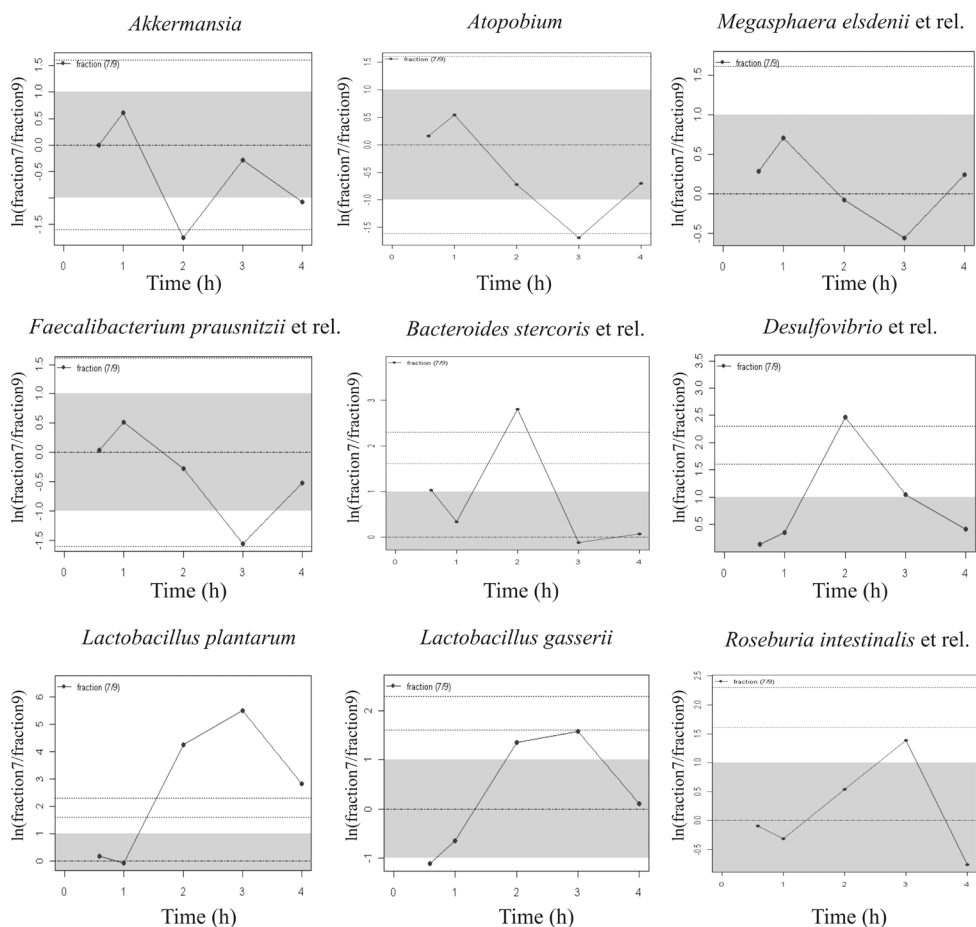 Akkermansia
fraction (7/9)
ln(fraction7/fraction9)
1.5
1.0
0.5
0.0
-0.5
-1.5
0 1 2 3 4
Time (h)
Atopobium
fraction (7/9)
ln(fraction7/fraction9)
1.5
1.0
0.5
0.0
-0.5
-1.0
-1.5
0 1 2 3 4
Time (h)
Megasphaera elsdenii et rel.
fraction (7/9)
ln(fraction7/fraction9)
1.5
1.0
0.5
0.0
-0.5
0 1 2 3 4
Time (h)
Faecalibacterium prausnitzii et rel.
fraction (7/9)
ln(fraction7/fraction9)
1.5
1.0
0.5
0.0
-0.5
-1.0
-1.5
0 1 2 3 4
Time (h)
Bacteroides stercoris et rel.
fraction (7/9)
ln(fraction7/fraction9)
3
2
1
0
0 1 2 3 4
Time (h)
Desulfovibrio et rel.
fraction (7/9)
ln(fraction7/fraction9)
3.5
3.0
2.5
2.0
1.5
1.0
0.5
0 1 2 3 4
Time (h)
Lactobacillus plantarum
fraction (7/9)
ln(fraction7/fraction9)
6
5
4
3
2
1
0
0 1 2 3 4
Time (h)
Lactobacillus gasserii
fraction (7/9)
ln(fraction7/fraction9)
2
1
0
-1
0 1 2 3 4
Time (h)
Roseburia intestinalis et rel.
fraction (7/9)
ln(fraction7/fraction9)
2.5
2.0
1.5
1.0
0.5
0.0
-0.5
0 1 2 3 4
Time (h)